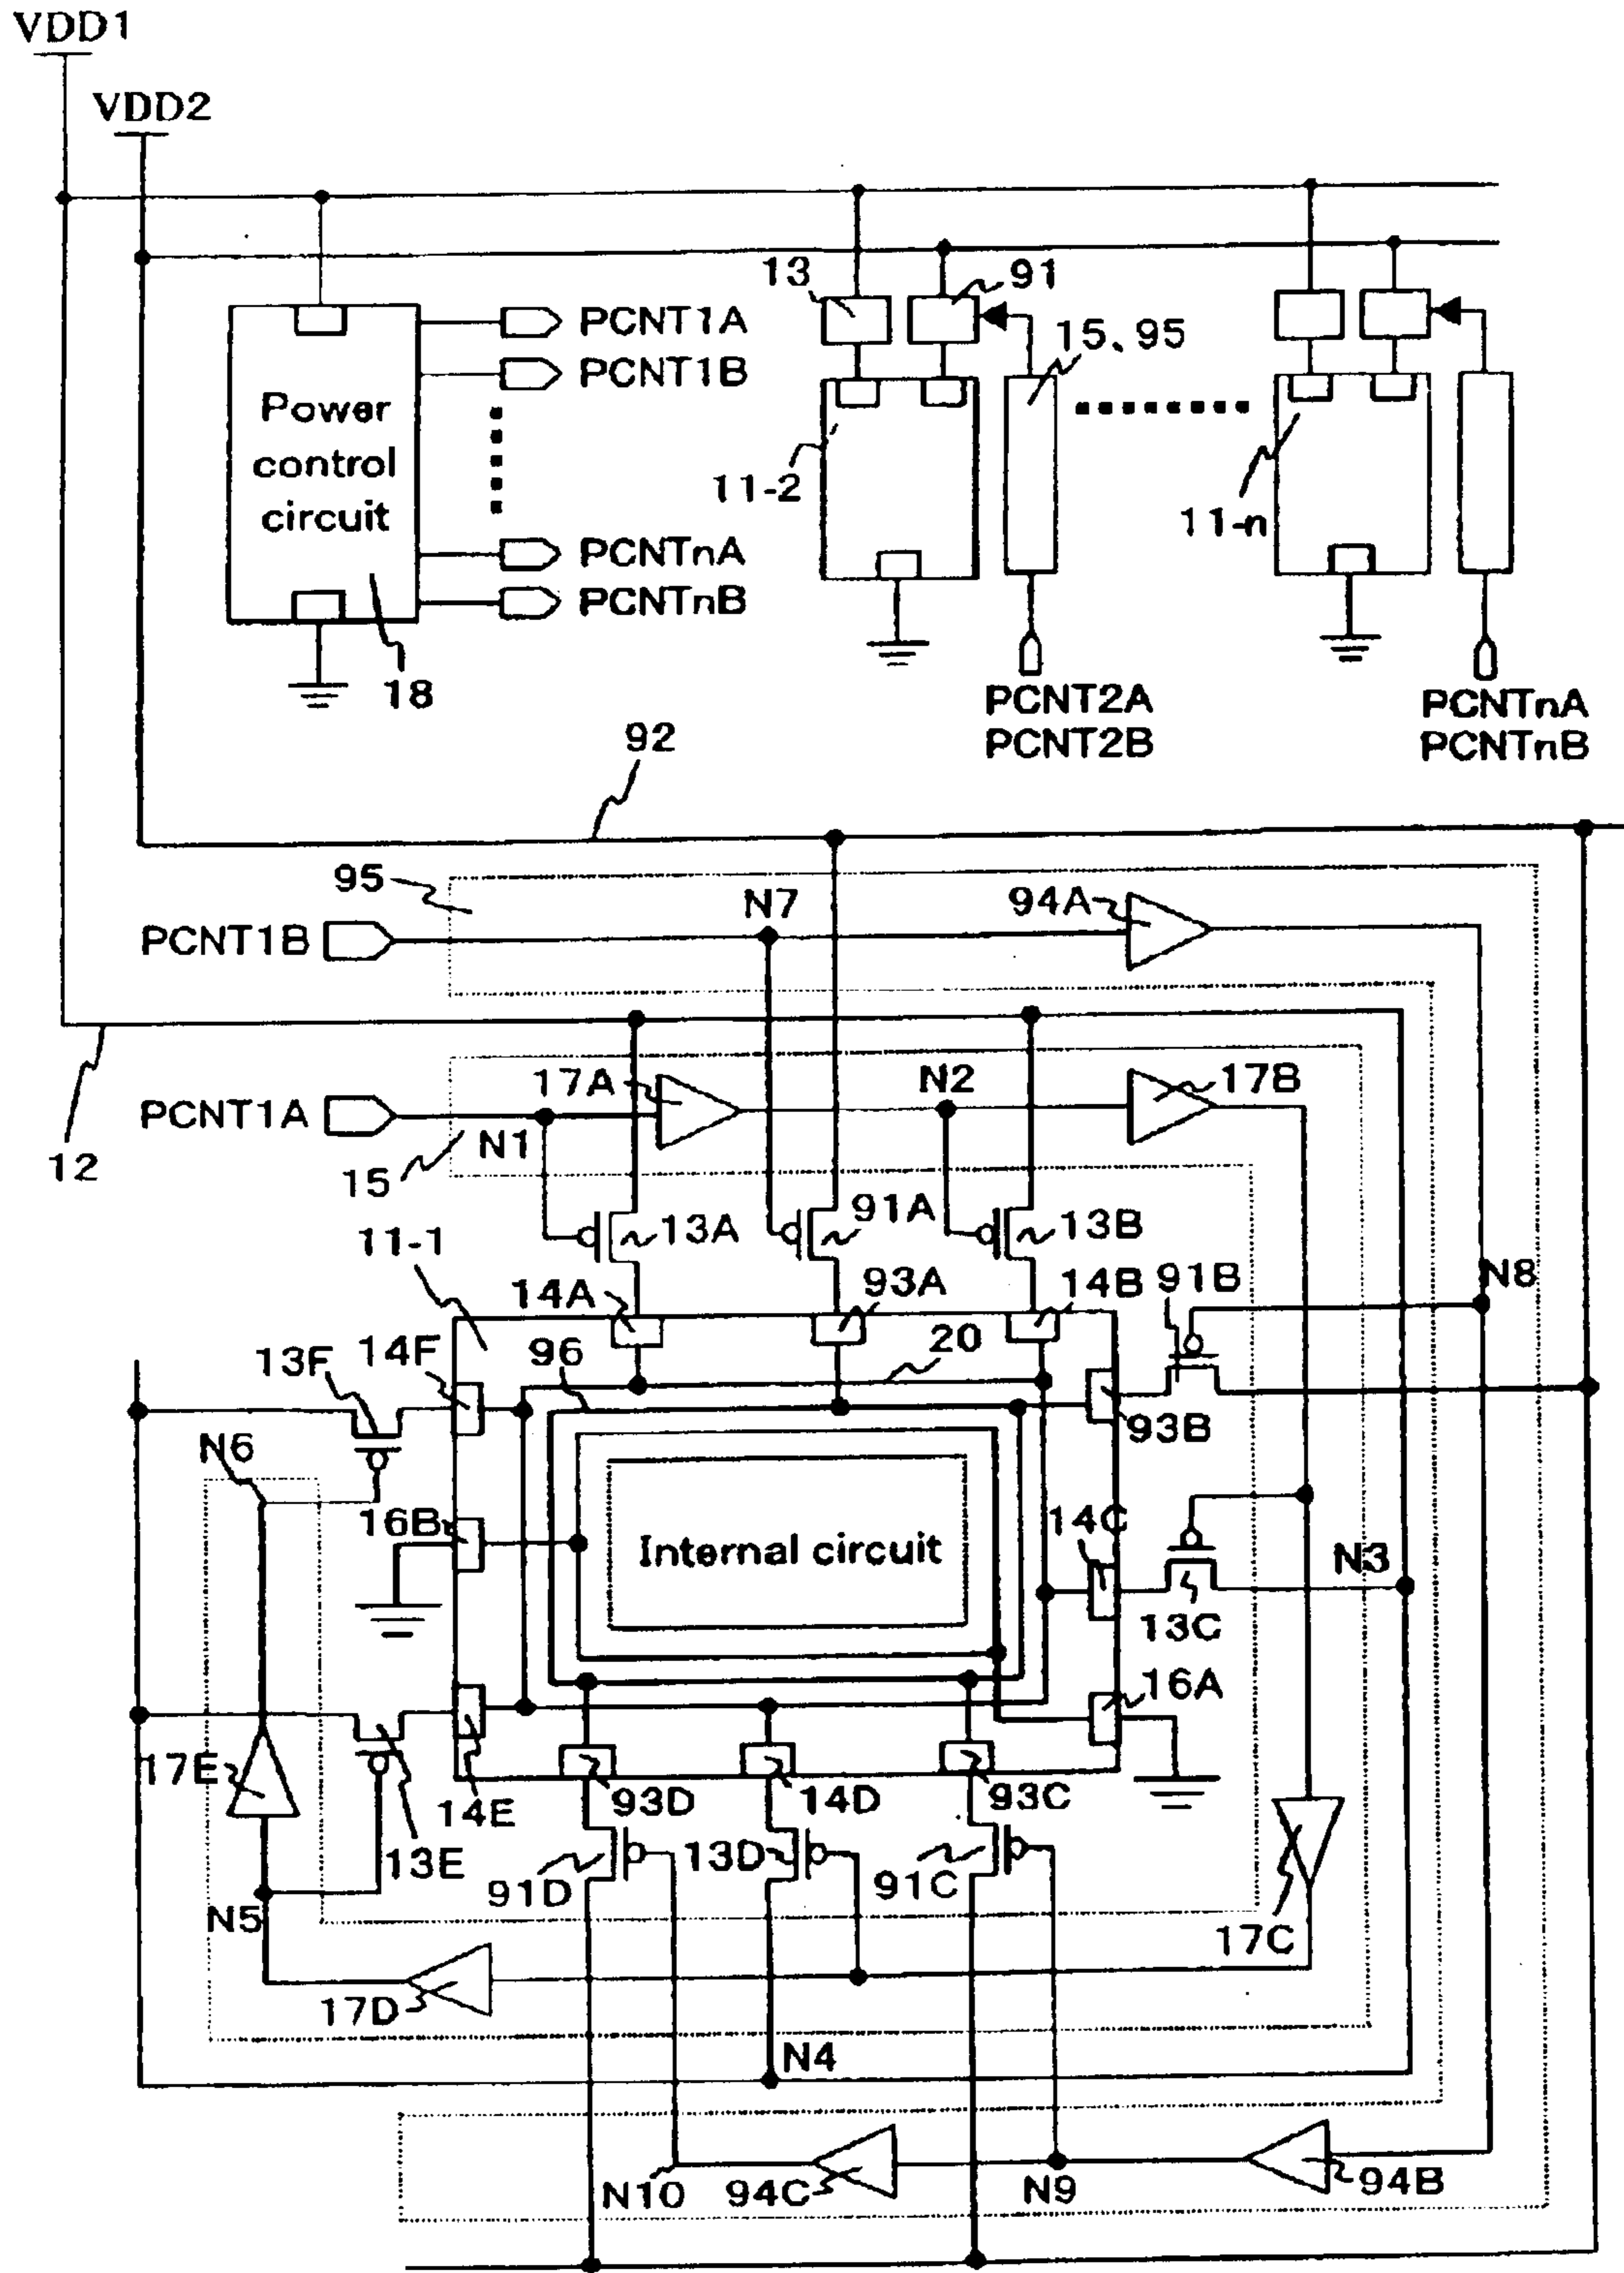 VDD1
VDD2
13
91
PCNT1A
15、95
PCNT1B
Power
control
circuit
11-2
11-n
PCNTnA
PCNTnB
18
PCNT2A
PCNT2B
PCNTnA
PCNTnB
92
95
N7
94A
PCNT1B
17A
N2
17B
PCNT1A
N1
12
15
91A
13A
13B
11-1
93A
14B
91B
N8
14A
20
13F
14F
96
93B
N6
16B
14C
Internal circuit
N3
13C
16A
17E
14E
93D
14D
93C
13E
91D
13D
91C
N5
17C
17D
N4
N10
94C
N9
94B